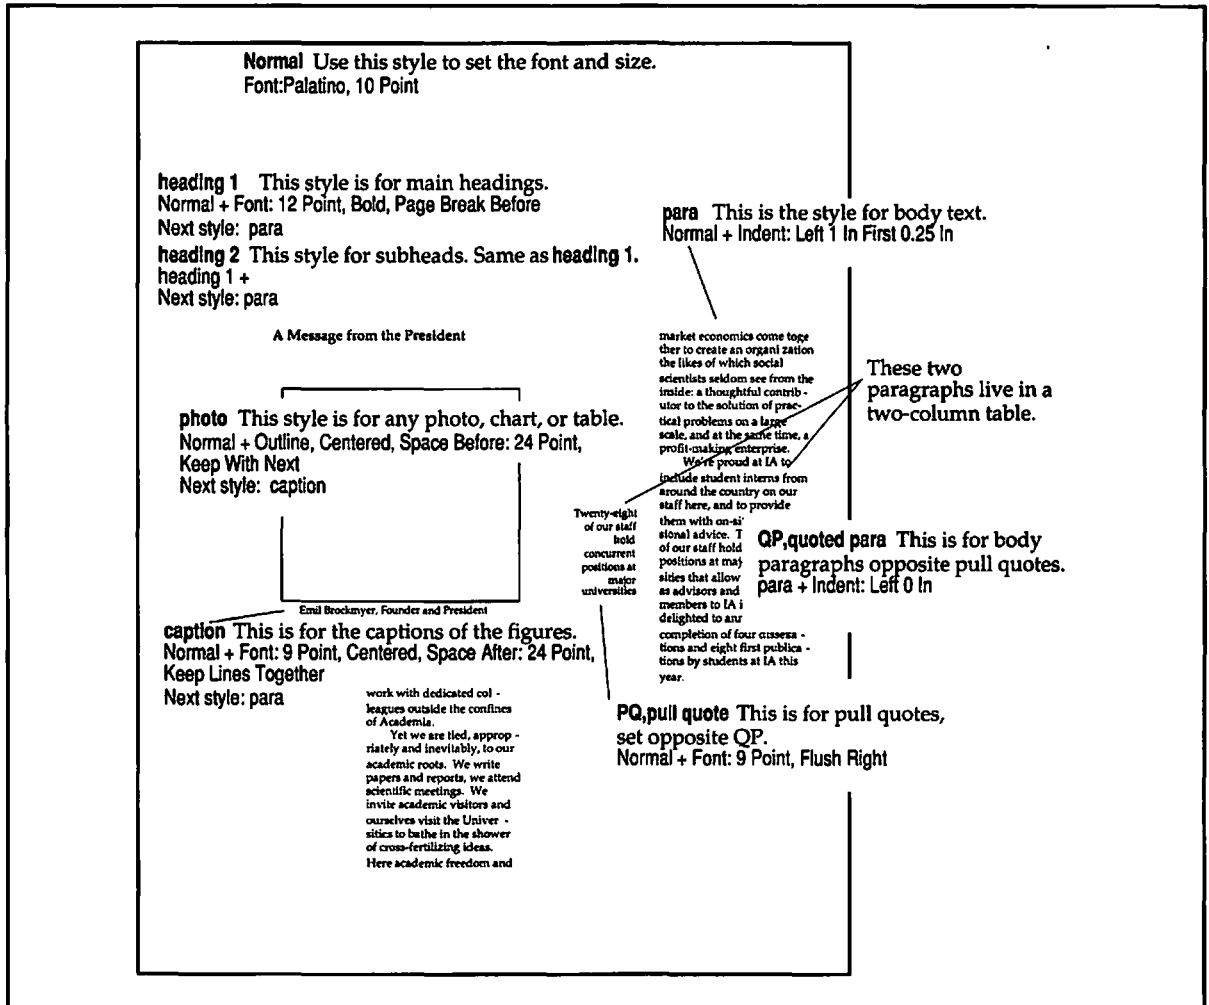 Normal Use this style to set the font and size.
Font:Palatino, 10 Point
heading 1 This style is for main headings.
Normal + Font: 12 Point, Bold, Page Break Before
Next style: para
heading 2 This style for subheads. Same as heading 1.
heading 1 +
Next style: para
A Message from the President
photo This style is for any photo, chart, or table.
Normal + Outline, Centered, Space Before: 24 Point,
Keep With Next
Next style: caption
Emil Brockmyer, Founder and President
caption This is for the captions of the figures.
Normal + Font: 9 Point, Centered, Space After: 24 Point,
Keep Lines Together
Next style: para
work with dedicated col -
leagues outside the confines
of Academia.
Yet we are tied, approp -
riately and inevitably, to our
academic roots. We write
papers and reports, we attend
scientific meetings. We
invite academic visitors and
ourselves visit the Univer -
sities to bathe in the shower
of cross-fertilizing ideas.
Here academic freedom and
para This is the style for body text.
Normal + Indent: Left 1 In First 0.25 In
market economics come toge
ther to create an organi zation
the likes of which social
scientists seldom see from the
inside: a thoughtful contrib -
utor to the solution of prac-
tical problems on a large
scale, and at the same time, a
profit-making enterprise.
We're proud at IA to
include student interns from
around the country on our
staff here, and to provide
them with on-si
sional advice. T
of our staff hold
positions at maj
sities that allow
as advisors and
members to IA i
delighted to
completion of four
tions and eight first publica -
tions by students at IA this
year.
Twenty-eight
of our staff
hold
concurrent
positions at
major
universities
These two
paragraphs live in a
two-column table.
QP,quoted para This is for body
paragraphs opposite pull quotes.
para + Indent: Left 0 In
PQ,pull quote This is for pull quotes,
set opposite QP.
Normal + Font: 9 Point, Flush Right